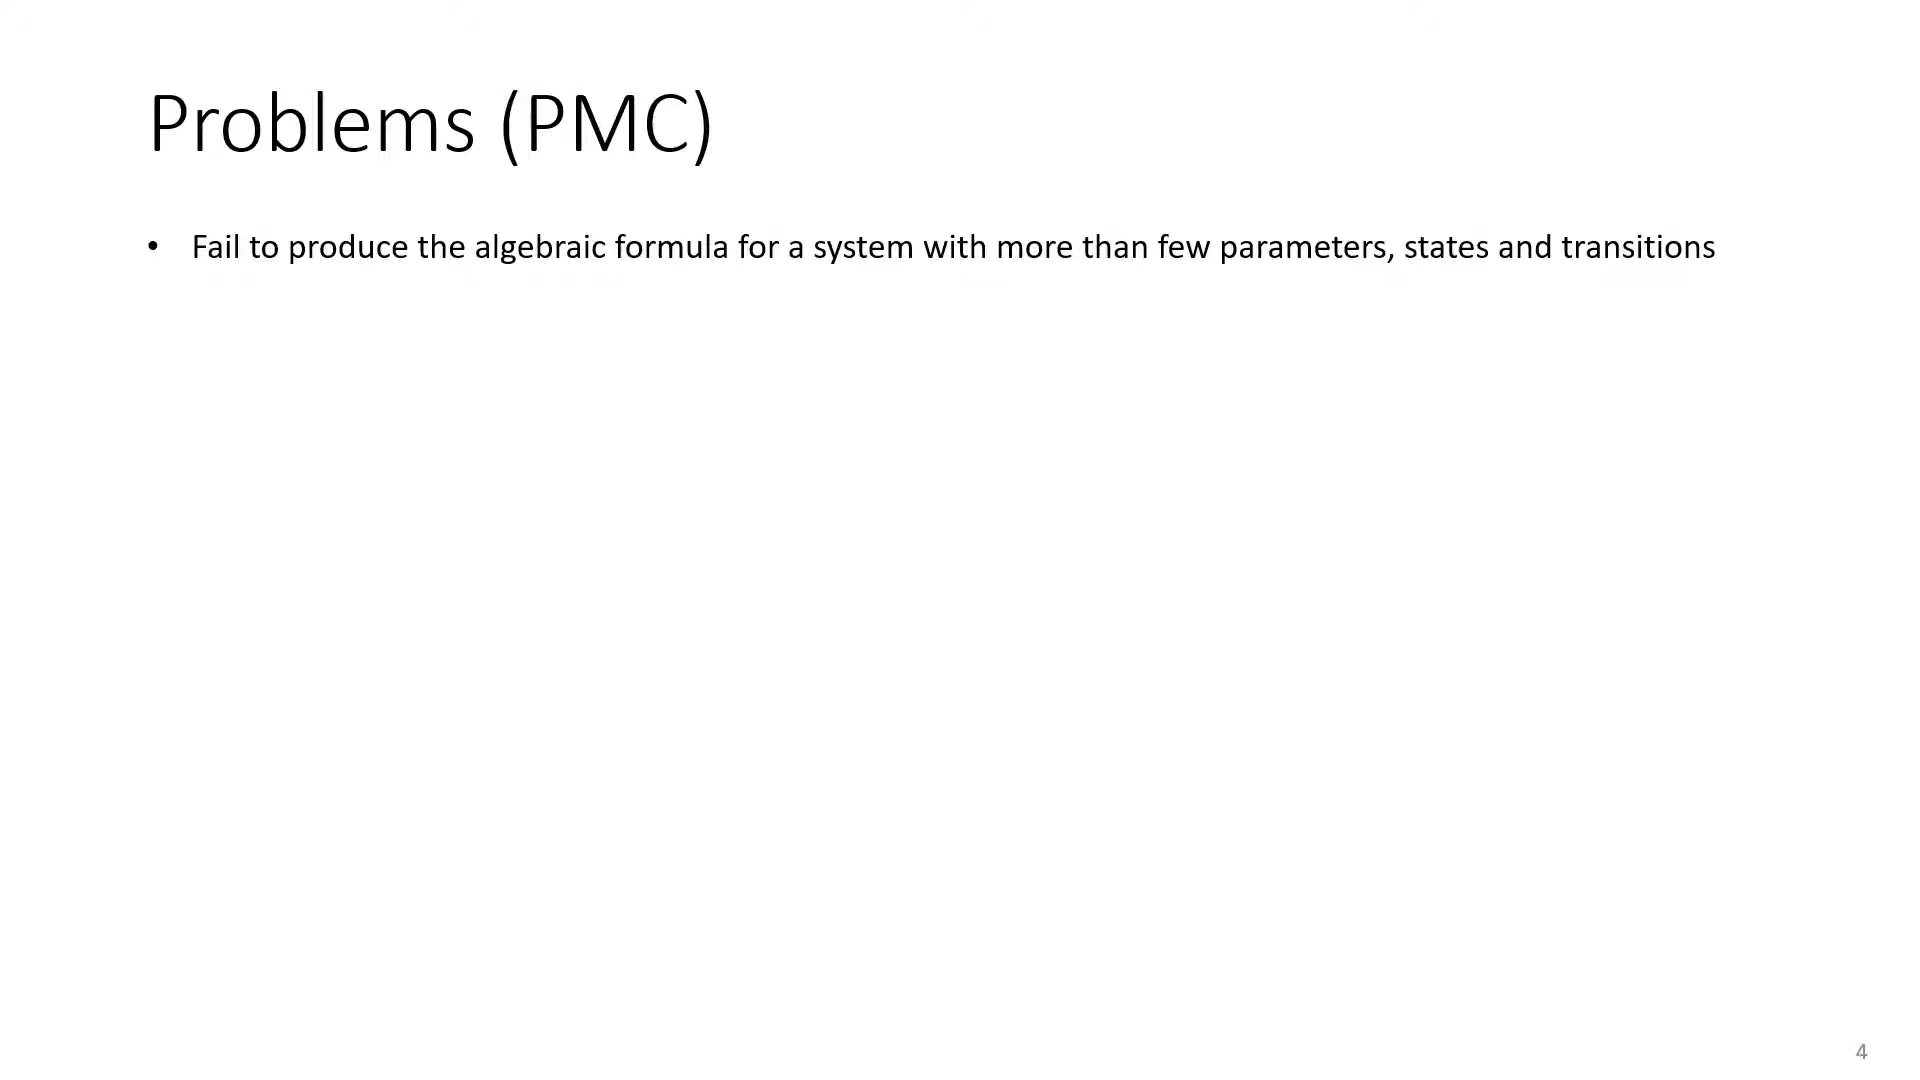 Problems (PMC)
• Fail to produce the algebraic formula for a system with more than few parameters, states and transitions
4